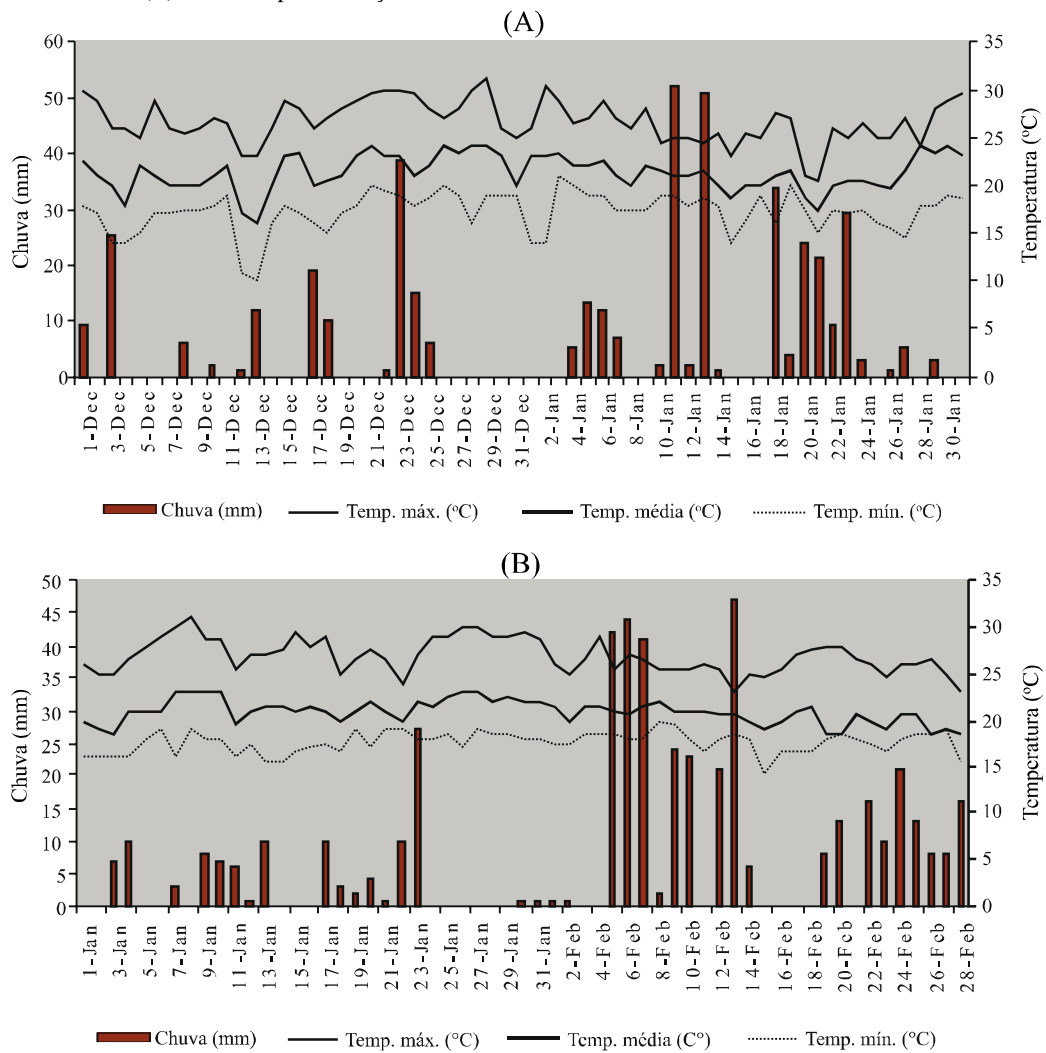 (A)
60
50
40
30
20
10
0
Chuva (mm)
35
30
25
20
15
10
5
0
Temperatura (ºC)
1-Dec
3-Dec
5-Dec
7-Dec
9-Dec
11-Dec
13-Dec
15-Dec
17-Dec
19-Dec
21-Dec
23-Dec
25-Dec
27-Dec
29-Dec
31-Dec
2-Jan
4-Jan
6-Jan
8-Jan
10-Jan
12-Jan
14-Jan
16-Jan
18-Jan
20-Jan
22-Jan
24-Jan
26-Jan
28-Jan
30-Jan
Chuva (mm) Temp. máx. (ºC) Temp. média (ºC) Temp. mín. (ºC)
(B)
50
45
40
35
30
25
20
15
10
5
0
Chuva (mm)
35
30
25
20
15
10
5
0
Temperatura (ºC)
1-Jan
3-Jan
5-Jan
7-Jan
9-Jan
11-Jan
13-Jan
15-Jan
17-Jan
19-Jan
21-Jan
23-Jan
25-Jan
27-Jan
29-Jan
31-Jan
2-Feb
4-Feb
6-Feb
8-Feb
10-Feb
12-Feb
14-Feb
16-Feb
18-Feb
20-Feb
22-Feb
24-Feb
26-Feb
28-Feb
Chuva (mm) Temp. máx. (ºC) Temp. média (Cº) Temp. mín. (ºC)